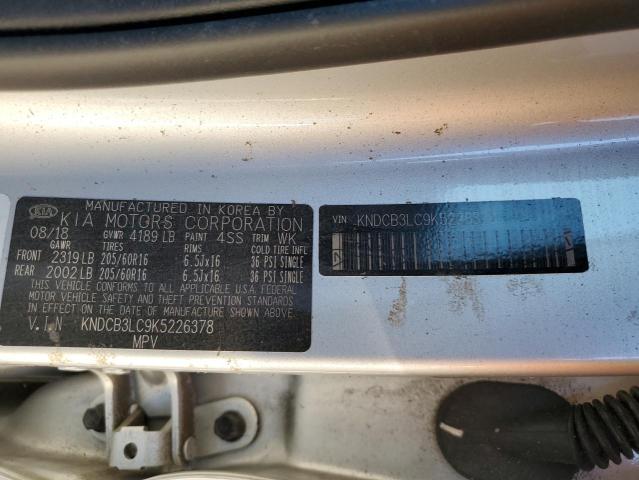 MANUFACTURED IN KOREA BY
KIA KIA MOTORS CORPORATION
08/18 GVWR 4189 LB PAINT 4SS TRIM WK
GAWR TIRES RIMS COLD TIRE INFL
FRONT 2319 LB 205/60R16 6.5Jx16 36 PSI SINGLE
REAR 2002 LB 205/60R16 6.5Jx16 36 PSI SINGLE
THIS VEHICLE CONFORMS TO ALL APPLICABLE U.S.A. FEDERAL
MOTOR VEHICLE SAFETY AND THEFT PREVENTION STANDARDS
IN EFFECT ON THE DATE OF MANUFACTURE SHOWN ABOVE.
V.I.N KNDCB3LC9K5226378
MPV
VIN